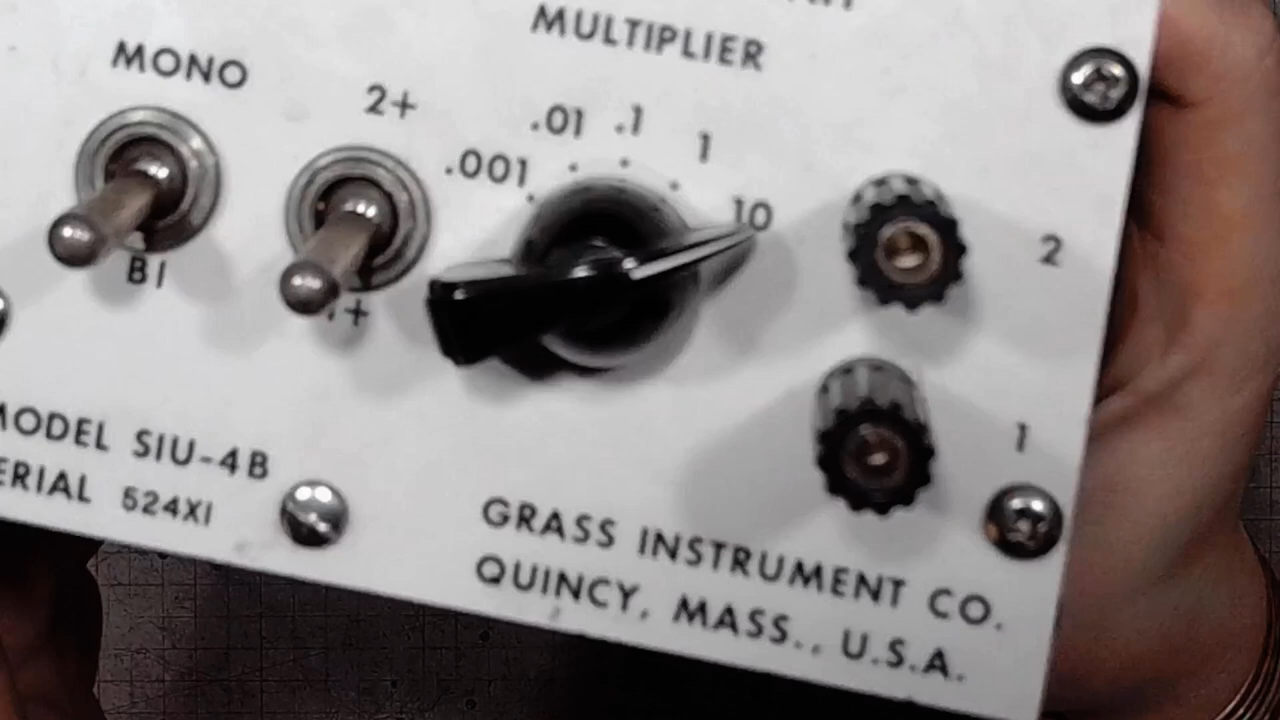 MULTIPLIER
MONO
2+
.01 .1 1
.001
10
BI
2
+
1
MODEL SIU-4B
ERIAL 524XI
GRASS INSTRUMENT CO.
QUINCY, MASS., U.S.A.